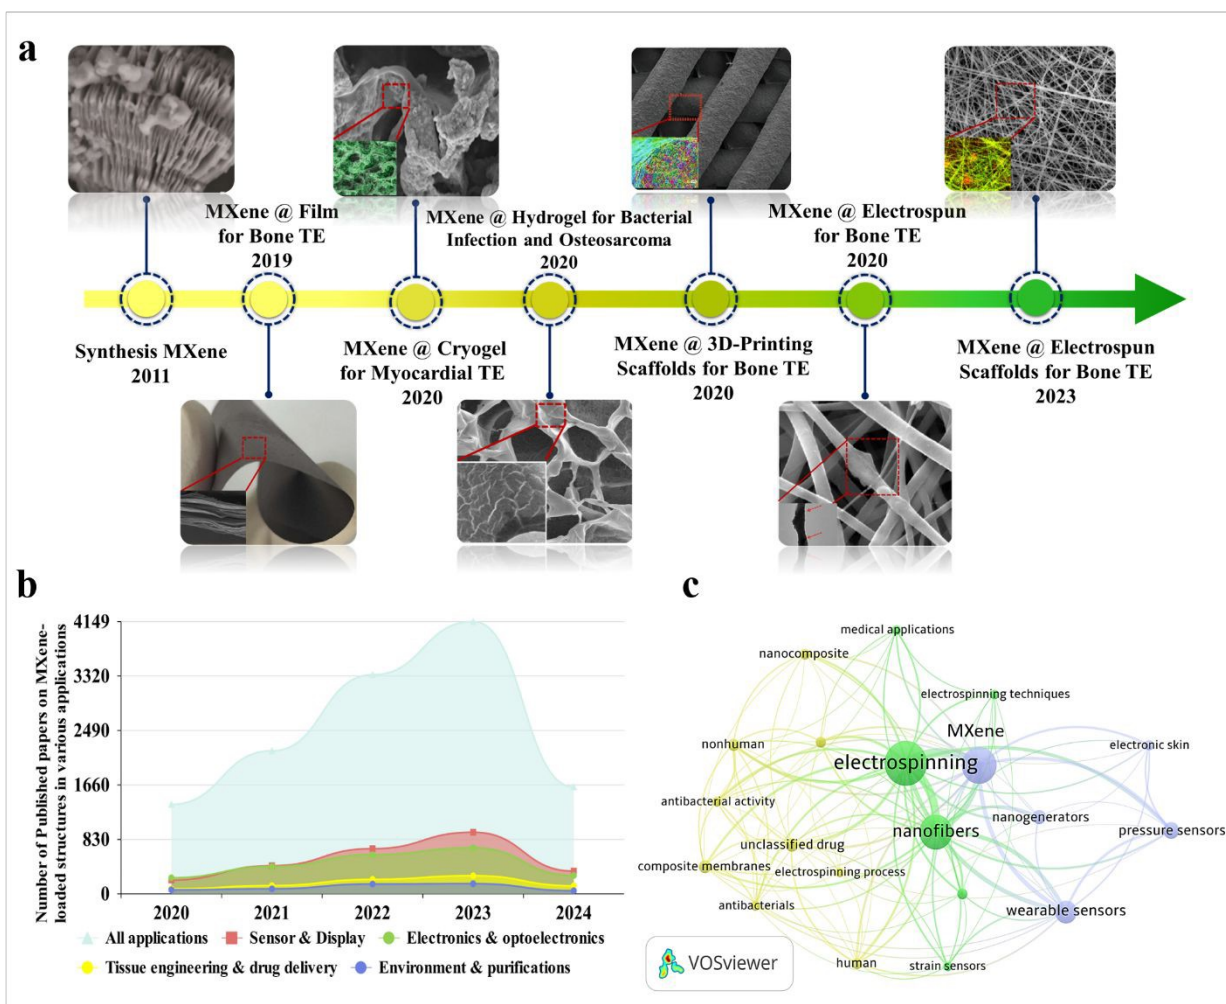 a
MXene @ Film
for Bone TE
2019
MXene @ Hydrogel for Bacterial
Infection and Osteosarcoma
2020
MXene @ Electrospun
for Bone TE
2020
Synthesis MXene
2011
MXene @ Cryogel
for Myocardial TE
2020
MXene @ 3D-Printing
Scaffolds for Bone TE
2020
MXene @ Electrospun
Scaffolds for Bone TE
2023
b
Number of Published papers on MXene-
loaded structures in various applications
4149
3320
2490
1660
830
0
2020 2021 2022 2023 2024
All applications Sensor & Display Electronics & optoelectronics
Tissue engineering & drug delivery Environment & purifications
c
medical applications
nanocomposite
electrospinning techniques
MXene
nonhuman
electronic skin
electrospinning
antibacterial activity
nanogenerators
nanofibers
pressure sensors
unclassified drug
composite membranes
electrospinning process
antibacterials
wearable sensors
human
strain sensors
VOSviewer